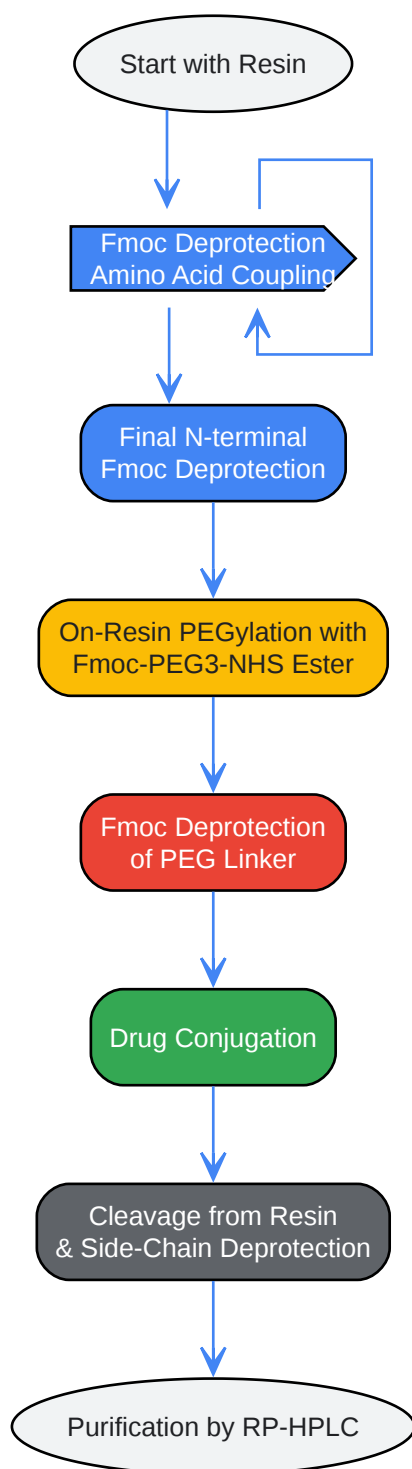 Start with Resin
Fmoc Deprotection
Amino Acid Coupling
Final N-terminal
Fmoc Deprotection
On-Resin PEGylation with
Fmoc-PEG3-NHS Ester
Fmoc Deprotection
of PEG Linker
Drug Conjugation
Cleavage from Resin
& Side-Chain Deprotection
Purification by RP-HPLC